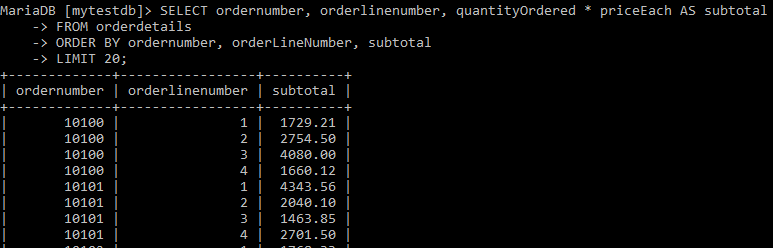 MariaDB [mytestdb]> SELECT ordernumber, orderlinenumber, quantityOrdered * priceEach AS subtotal
    -> FROM orderdetails
    -> ORDER BY ordernumber, orderLineNumber, subtotal
    -> LIMIT 20;
+-------------+-----------------+----------+
| ordernumber | orderlinenumber | subtotal |
+-------------+-----------------+----------+
|       10100 |               1 |  1729.21 |
|       10100 |               2 |  2754.50 |
|       10100 |               3 |  4080.00 |
|       10100 |               4 |  1660.12 |
|       10101 |               1 |  4343.56 |
|       10101 |               2 |  2040.10 |
|       10101 |               3 |  1463.85 |
|       10101 |               4 |  2701.50 |